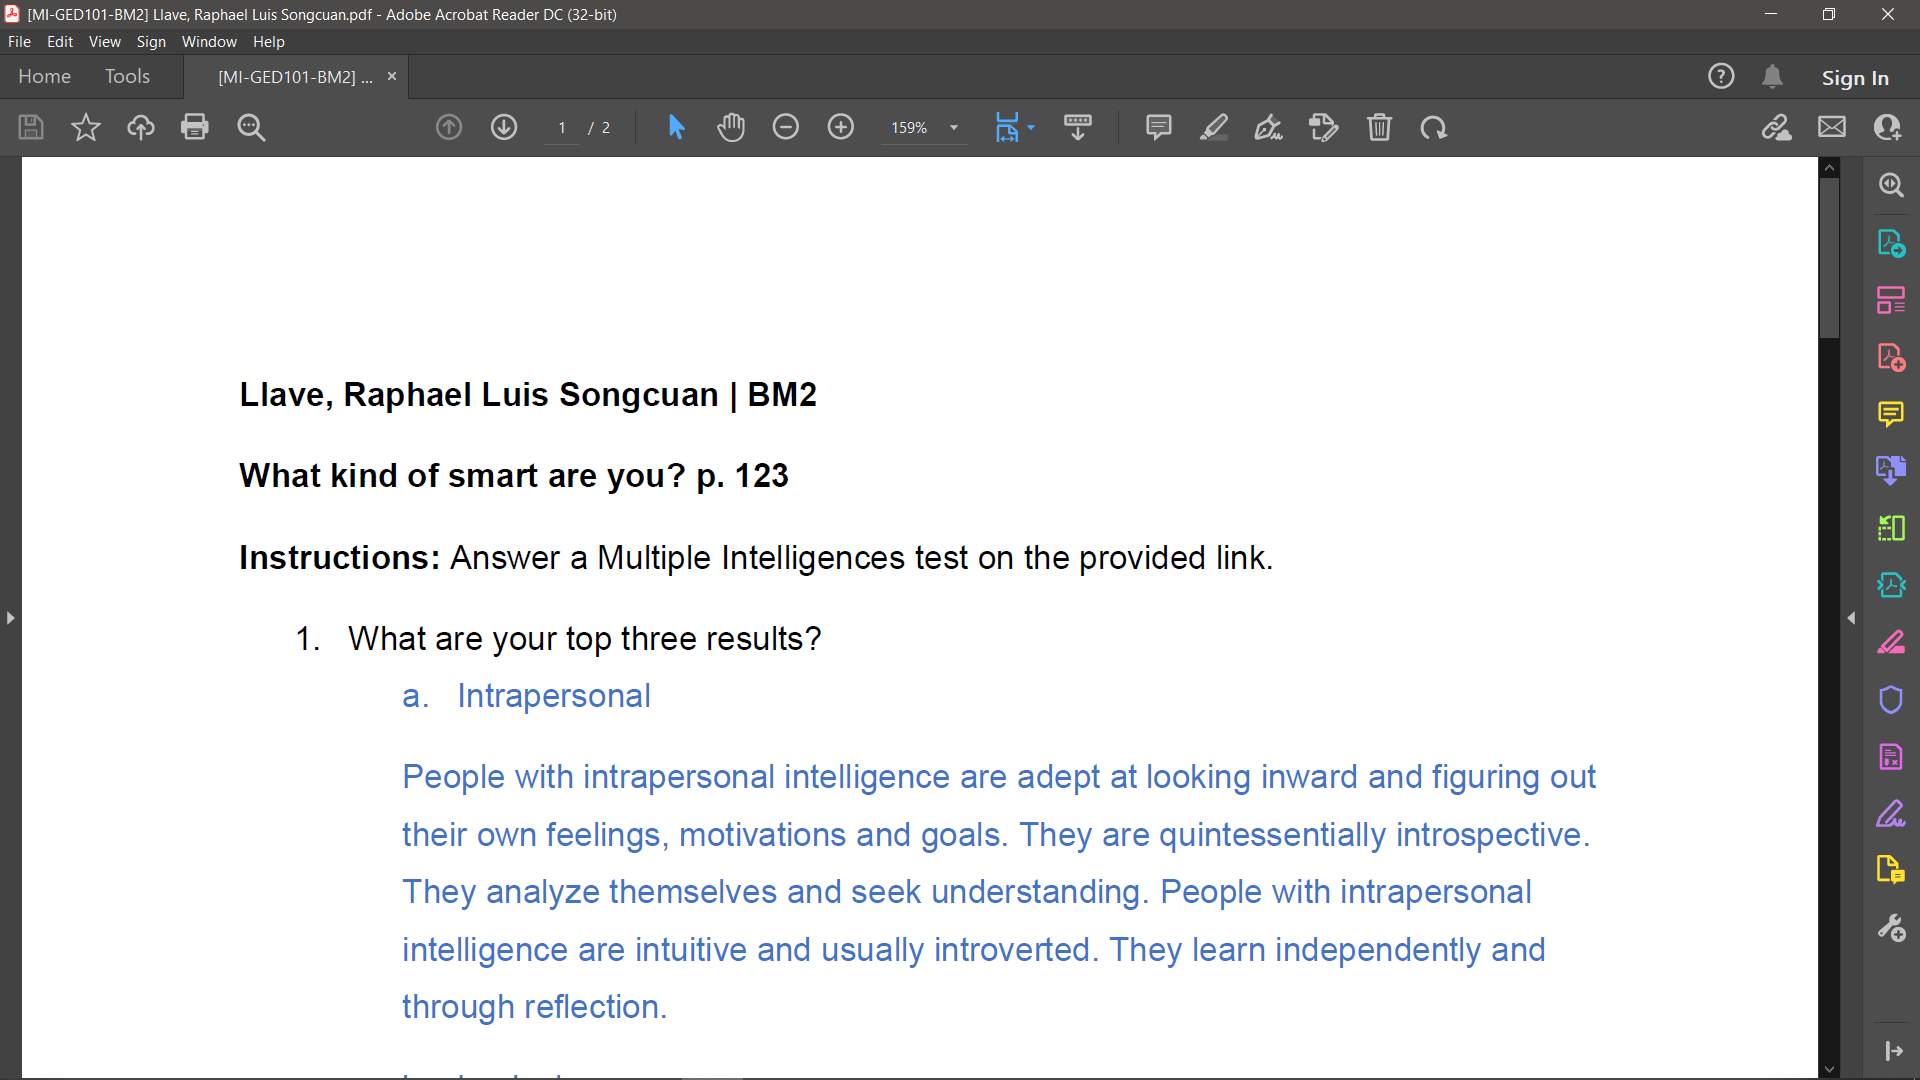 [MI-GED101-BM2] Llave, Raphael Luis Songcuan.pdf - Adobe Acrobat Reader DC (32-bit)
File Edit View Sign Window Help
Home Tools [MI-GED101-BM2] ... × Sign In
1 / 2 159%
Llave, Raphael Luis Songcuan | BM2
What kind of smart are you? p. 123
Instructions: Answer a Multiple Intelligences test on the provided link.
1. What are your top three results?
a. Intrapersonal
People with intrapersonal intelligence are adept at looking inward and figuring out
their own feelings, motivations and goals. They are quintessentially introspective.
They analyze themselves and seek understanding. People with intrapersonal
intelligence are intuitive and usually introverted. They learn independently and
through reflection.